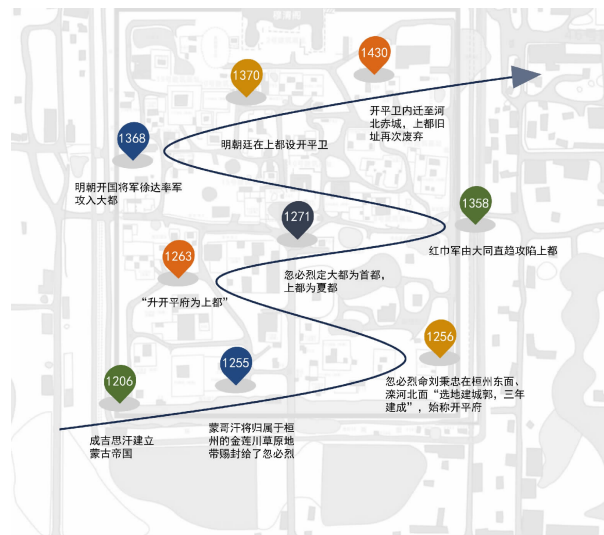 1206
成吉思汗建立
蒙古帝国
1255
蒙哥汗将归属于桓
州的金莲川草原地
带赐封给了忽必烈
1256
忽必烈命刘秉忠在桓州东面、
滦河北面“选地建城郭，三年
建成”，始称开平府
1263
“升开平府为上都”
1271
忽必烈定大都为首都，
上都为夏都
1358
红巾军由大同直趋攻陷上都
1368
明朝开国将军徐达率军
攻入大都
1370
明朝廷在上都设开平卫
1430
开平卫内迁至河
北赤城，上都旧
址再次废弃